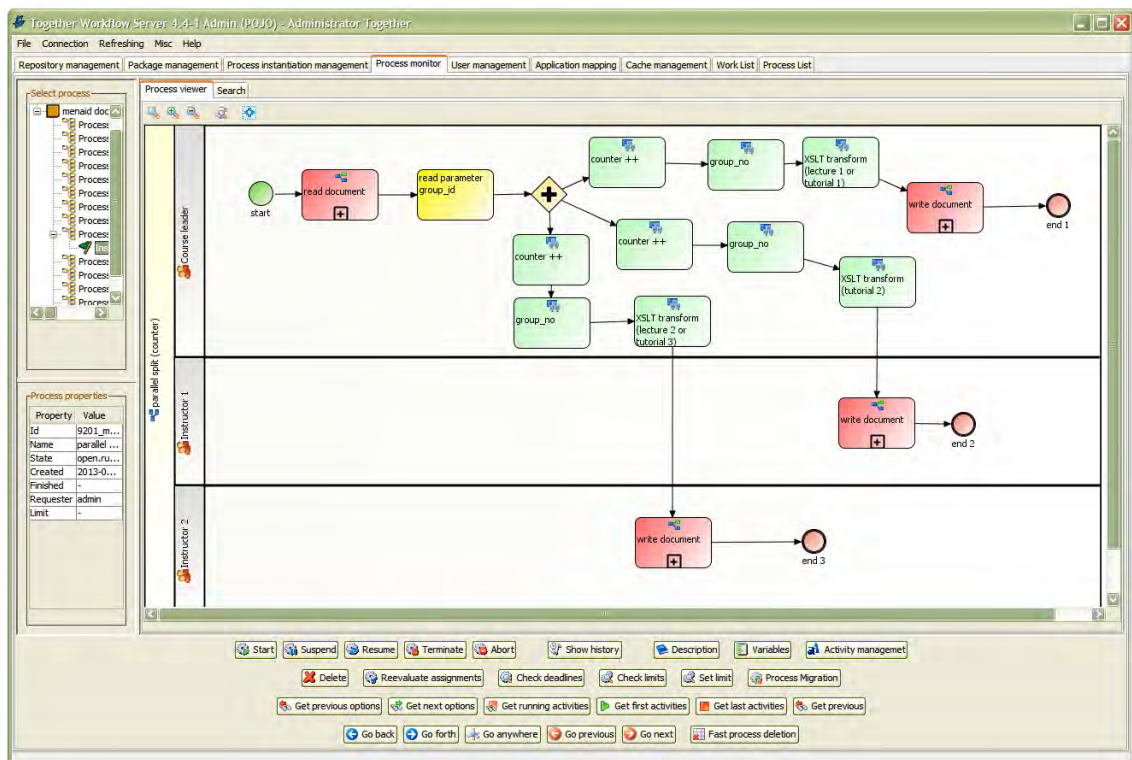 Together Workflow Server 4.4-1 Admin (POJO) - Administrator Together
File Connection Refreshing Misc Help
Repository management Package management Process instantiation management Process monitor User management Application mapping Cache management Work List Process List
Select process
menaid doc
Process
Process
Process
Process
Process
Process
Process
Process
Process
Ins
Process
Process
Process
Process
Process properties
Property Value
Id 9201_m...
Name parallel ...
State open.ru...
Created 2013-0...
Finished -
Requester admin
Limit -
Process viewer Search
parallel split (counter)
Course leader
start
read document
read parameter
group_id
counter ++
group_no
XSLT transform
(lecture 1 or
tutorial 1)
write document
end 1
counter ++
group_no
XSLT transform
(tutorial 2)
counter ++
group_no
XSLT transform
(lecture 2 or
tutorial 3)
Instructor 1
write document
end 2
Instructor 2
write document
end 3
Start Suspend Resume Terminate Abort Show history Description Variables Activity managemet
Delete Reevaluate assignments Check deadlines Check limits Set limit Process Migration
Get previous options Get next options Get running activities Get first activities Get last activities Get previous
Go back Go forth Go anywhere Go previous Go next Fast process deletion